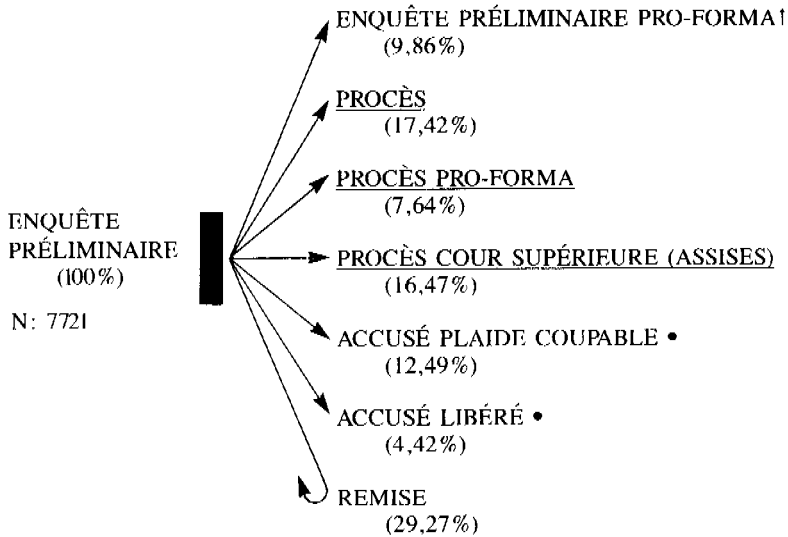 ENQUÊTE PRÉLIMINAIRE PRO-FORMA↑
(9,86%)
PROCÈS
(17,42%)
PROCÈS PRO-FORMA
(7,64%)
ENQUÊTE
PRÉLIMINAIRE
(100%)
N: 7721
PROCÈS COUR SUPÉRIEURE (ASSISES)
(16,47%)
ACCUSÉ PLAIDE COUPABLE •
(12,49%)
ACCUSÉ LIBÉRÉ •
(4,42%)
REMISE
(29,27%)